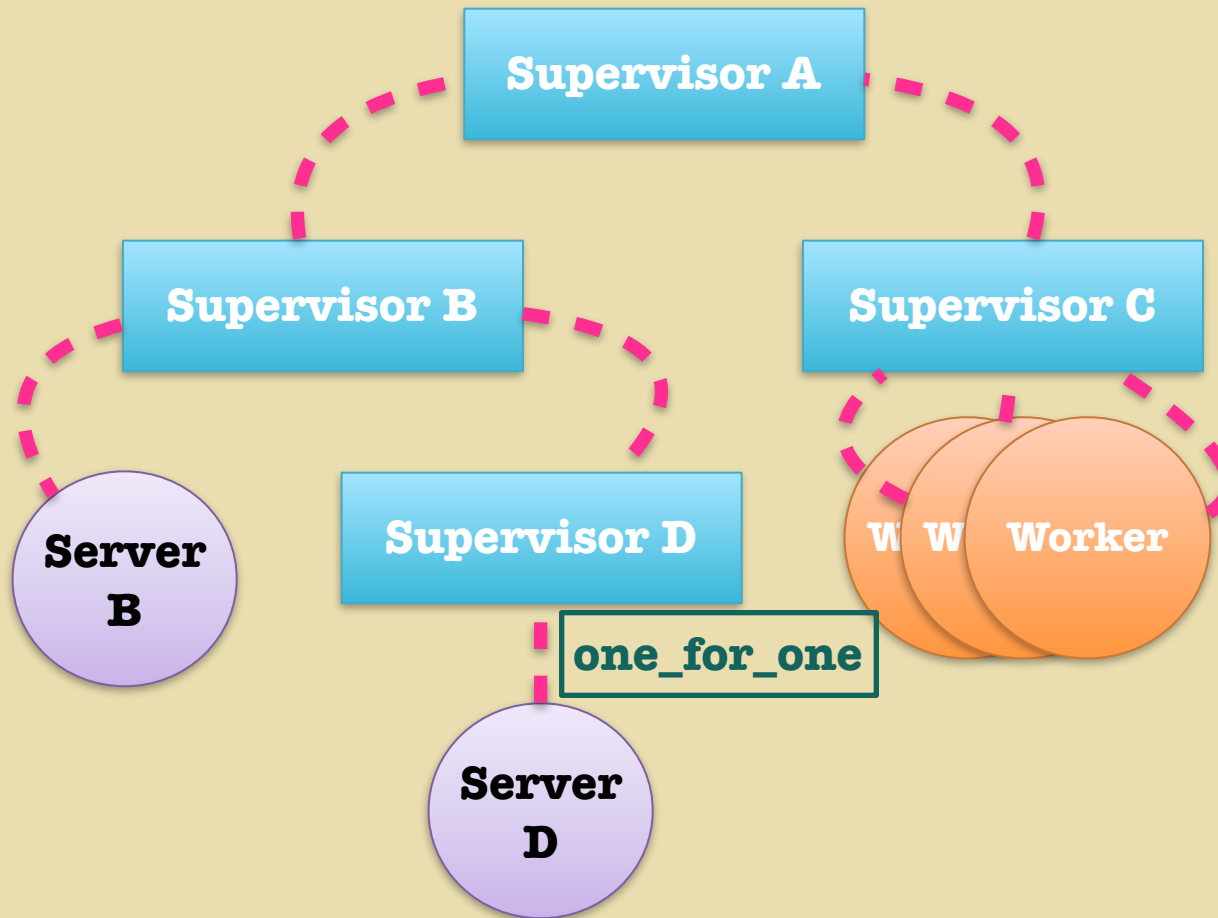 Supervisor A
Supervisor B
Supervisor C
Server
B
Supervisor D
W
W
Worker
one_for_one
Server
D